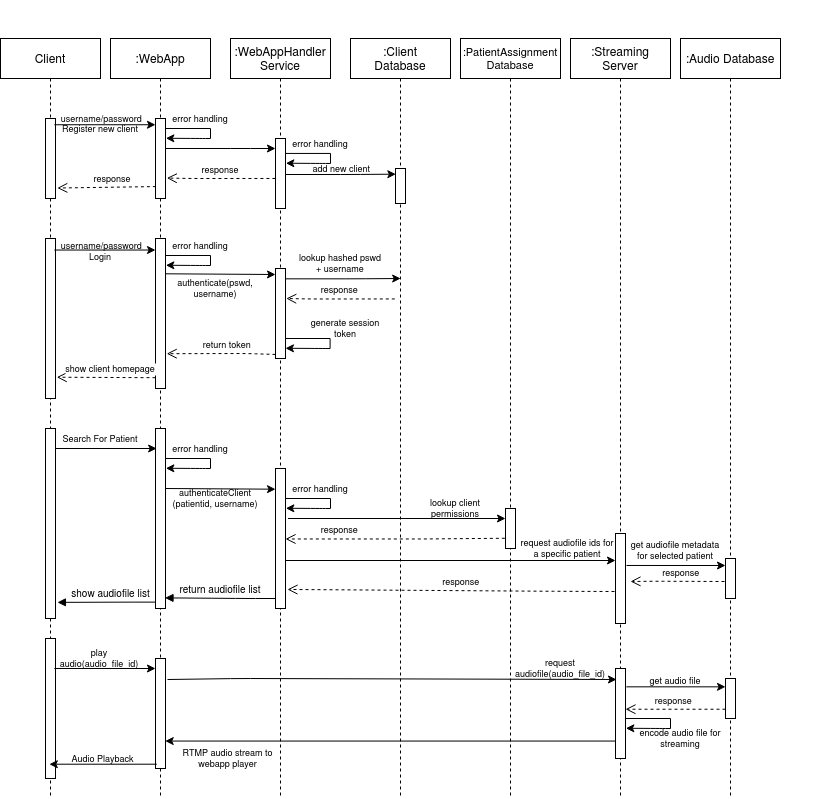 Client
:WebApp
:WebAppHandler
Service
:Client
Database
:PatientAssignment
Database
:Streaming
Server
:Audio Database
username/password
Register new client
error handling
error handling
add new client
response
response
username/password
Login
error handling
authenticate(pswd,
username)
lookup hashed pswd
+ username
response
generate session
token
return token
show client homepage
Search For Patient
error handling
authenticateClient
(patientid, username)
error handling
lookup client
permissions
response
request audiofile ids for
a specific patient
get audiofile metadata
for selected patient
response
response
return audiofile list
show audiofile list
play
audio(audio_file_id)
request
audiofile(audio_file_id)
get audio file
response
encode audio file for
streaming
RTMP audio stream to
webapp player
Audio Playback